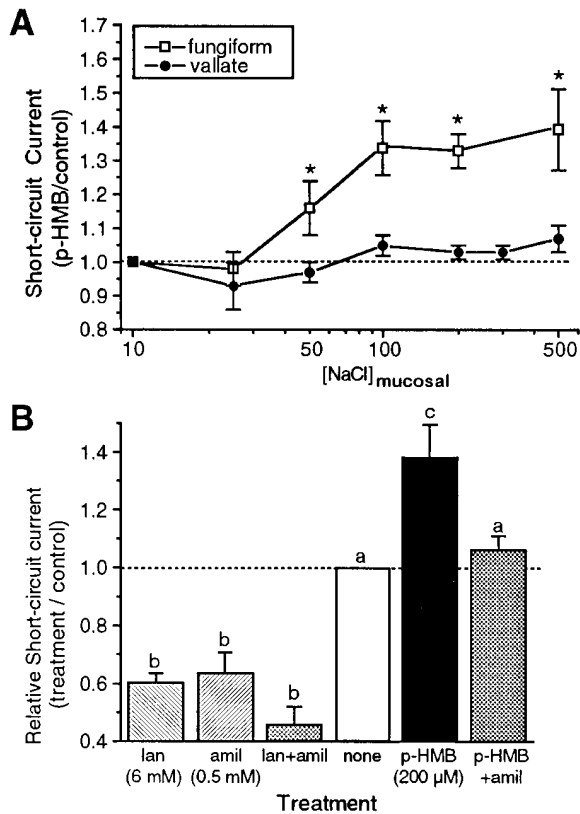 A
1.7
1.6
1.5
1.4
1.3
1.2
1.1
1.0
0.9
0.8
Short-circuit Current
(p-HMB/control)
fungiform
vallate
*
*
*
*
10
50
100
500
[NaCl]mucosal
B
1.4
1.2
1.0
0.8
0.6
0.4
Relative Short-circuit current
(treatment / control)
b
b
b
a
c
a
lan
(6 mM)
amil
(0.5 mM)
lan+amil
none
p-HMB
(200 µM)
p-HMB
+amil
Treatment